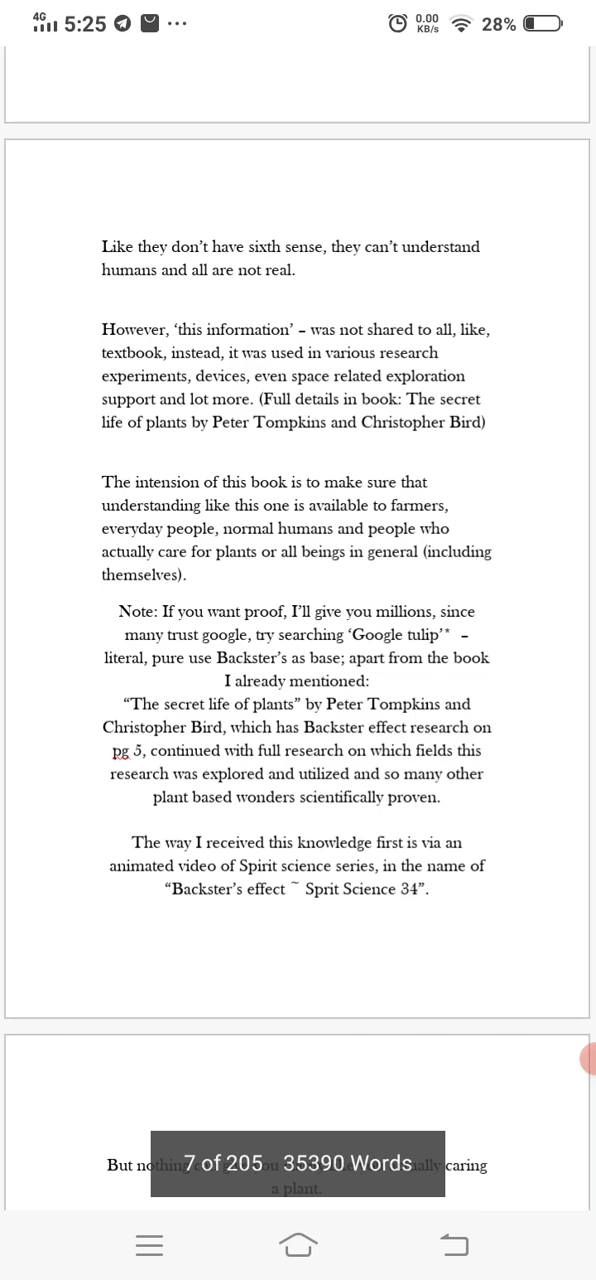 4G 5:25 ... 0.00 KB/s 28%
Like they don’t have sixth sense, they can’t understand
humans and all are not real.
However, ‘this information’ – was not shared to all, like,
textbook, instead, it was used in various research
experiments, devices, even space related exploration
support and lot more. (Full details in book: The secret
life of plants by Peter Tompkins and Christopher Bird)
The intension of this book is to make sure that
understanding like this one is available to farmers,
everyday people, normal humans and people who
actually care for plants or all beings in general (including
themselves).
Note: If you want proof, I’ll give you millions, since
many trust google, try searching ‘Google tulip’* –
literal, pure use Backster’s as base; apart from the book
I already mentioned:
“The secret life of plants” by Peter Tompkins and
Christopher Bird, which has Backster effect research on
pg 5, continued with full research on which fields this
research was explored and utilized and so many other
plant based wonders scientifically proven.
The way I received this knowledge first is via an
animated video of Spirit science series, in the name of
“Backster’s effect ~ Sprit Science 34”.
But caring
7 of 205 35390 Words
a plant.